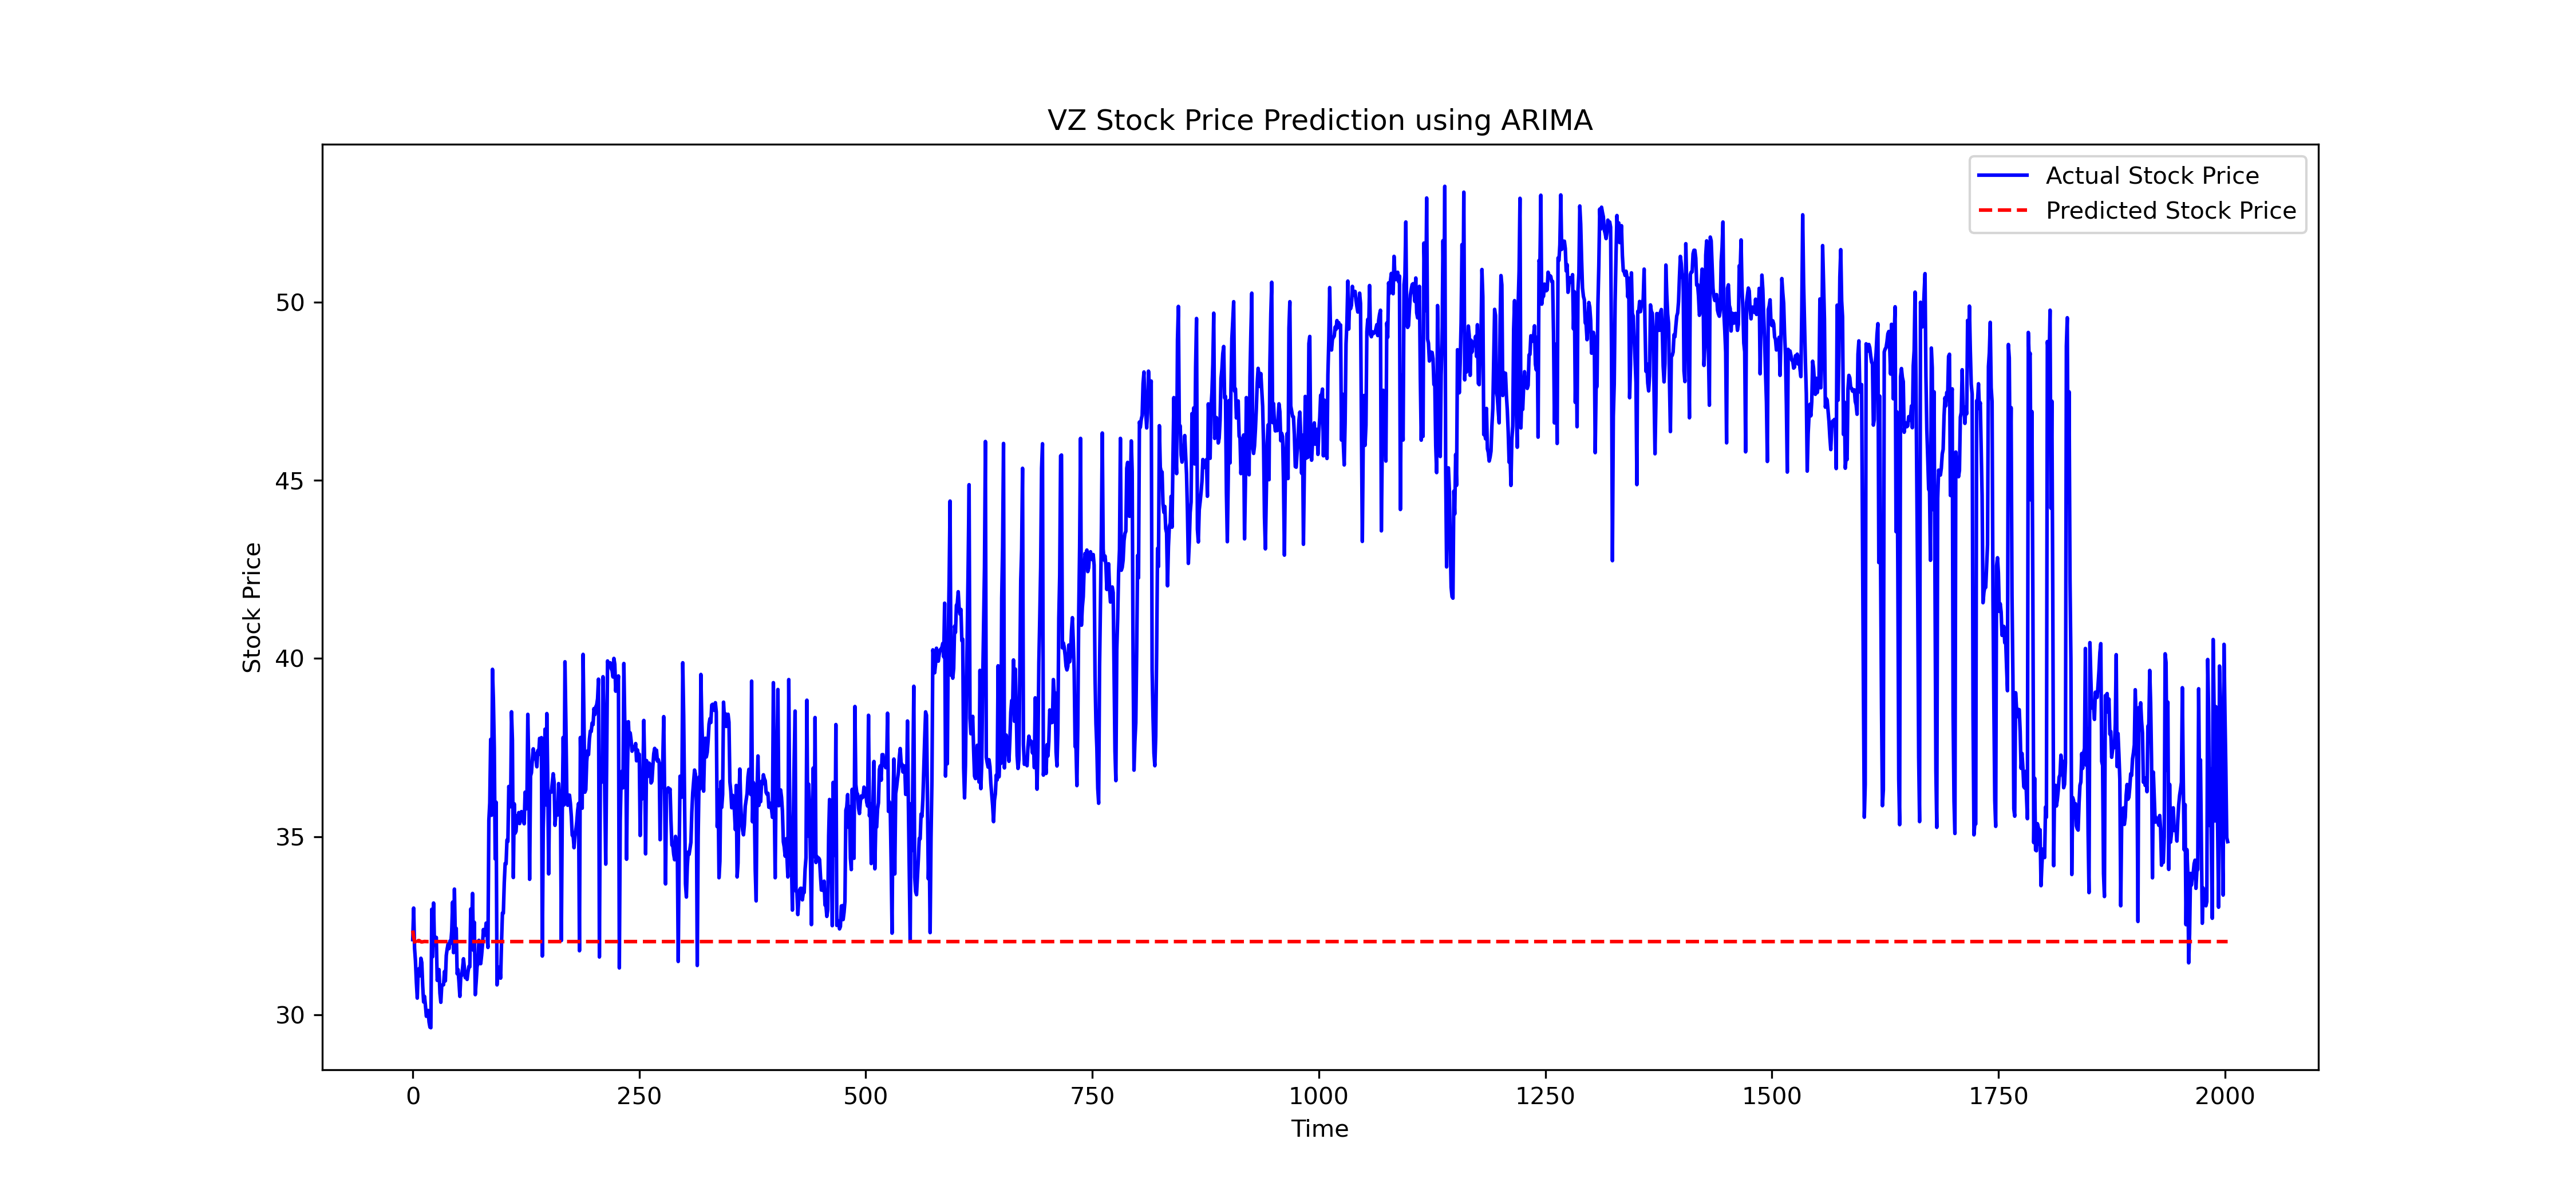 VZ Stock Price Prediction using ARIMA
Actual Stock Price
Predicted Stock Price
Stock Price
50
45
40
35
30
0 250 500 750 1000 1250 1500 1750 2000
Time